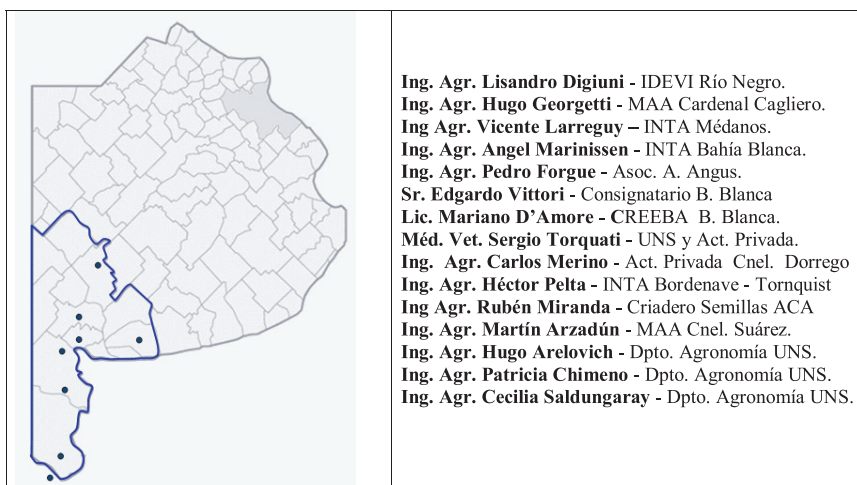 Ing. Agr. Lisandro Digiuni - IDEVI Río Negro.
Ing. Agr. Hugo Georgetti - MAA Cardenal Cagliero.
Ing Agr. Vicente Larreguy – INTA Médanos.
Ing. Agr. Angel Marinissen - INTA Bahía Blanca.
Ing. Agr. Pedro Forgue - Asoc. A. Angus.
Sr. Edgardo Vittori - Consignatario B. Blanca
Lic. Mariano D’Amore - CREEBA B. Blanca.
Méd. Vet. Sergio Torquati - UNS y Act. Privada.
Ing. Agr. Carlos Merino - Act. Privada Cnel. Dorrego
Ing. Agr. Héctor Pelta - INTA Bordenave - Tornquist
Ing Agr. Rubén Miranda - Criadero Semillas ACA
Ing. Agr. Martín Arzadún - MAA Cnel. Suárez.
Ing. Agr. Hugo Arelovich - Dpto. Agronomía UNS.
Ing. Agr. Patricia Chimeno - Dpto. Agronomía UNS.
Ing. Agr. Cecilia Saldungaray - Dpto. Agronomía UNS.